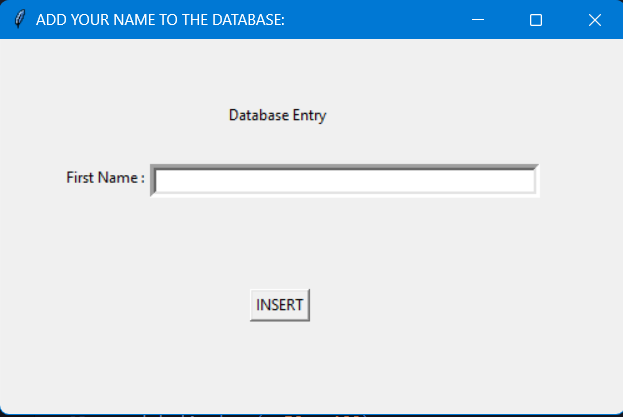 ADD YOUR NAME TO THE DATABASE:
Database Entry
First Name :
INSERT